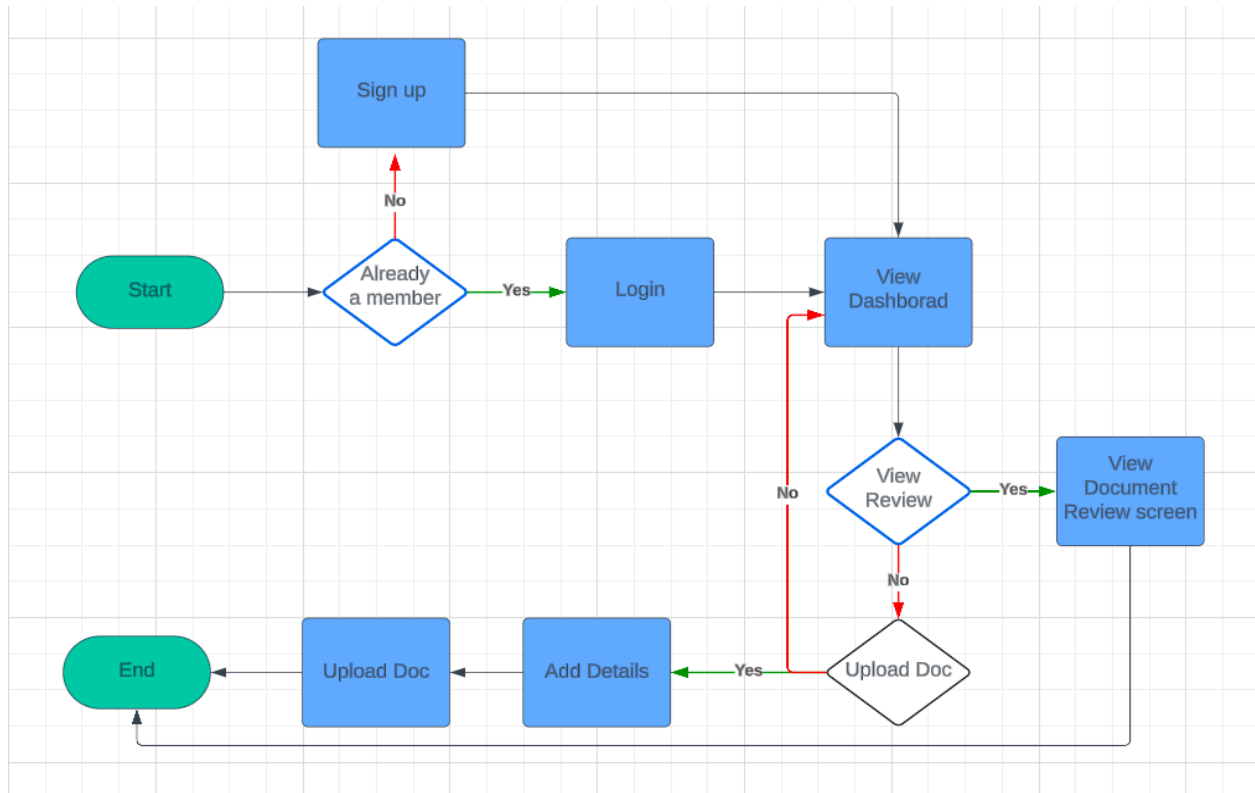 Sign up
No
Start
Already
a member
Yes
Login
View
Dashborad
No
View
Review
Yes
View
Document
Review screen
No
End
Upload Doc
Add Details
Yes
Upload Doc